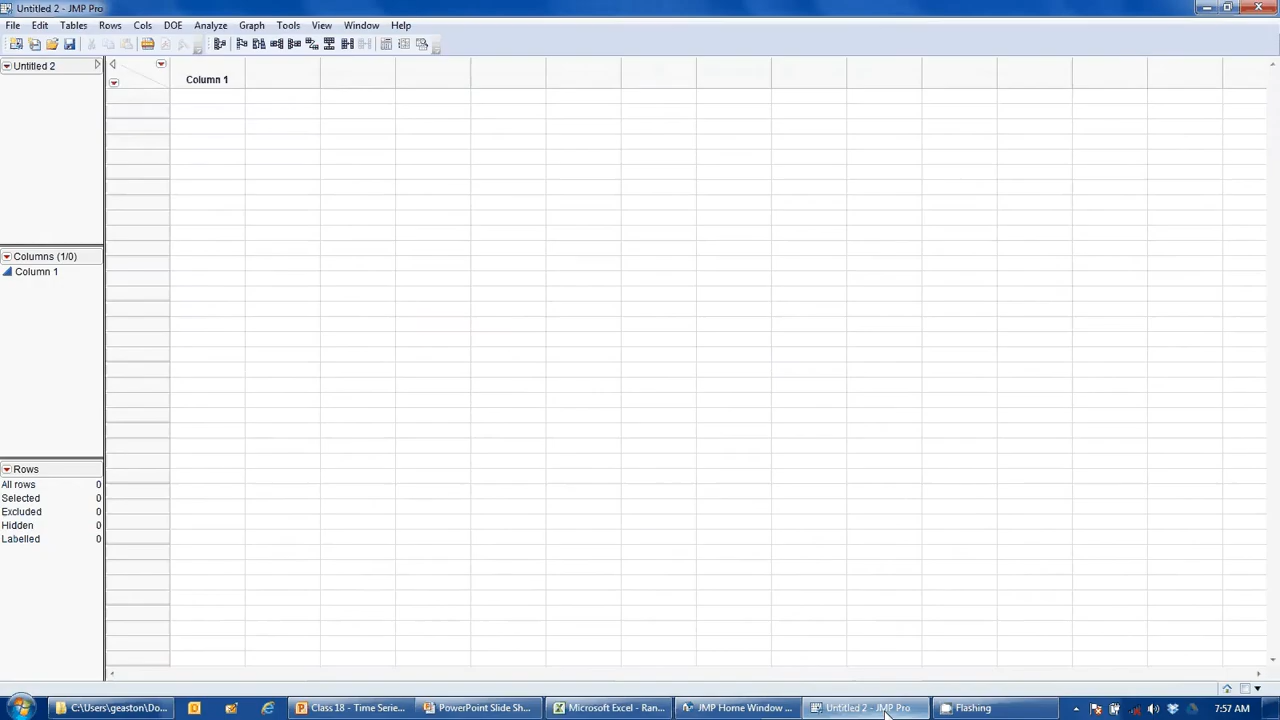 Untitled 2 - JMP Pro
File Edit Tables Rows Cols DOE Analyze Graph Tools View Window Help
Untitled 2
Column 1
Columns (1/0)
Column 1
Rows
All rows 0
Selected 0
Excluded 0
Hidden 0
Labelled 0
C:\Users\geaston\Do... Class 18 - Time Serie... PowerPoint Slide Sh... Microsoft Excel - Ran... JMP Home Window ... Untitled 2 - JMP Pro Flashing 7:57 AM